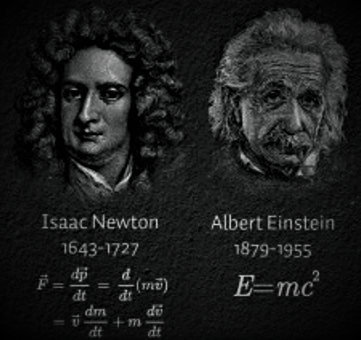 Isaac Newton
1643-1727
F⃗ = dp⃗/dt = d/dt (mv⃗)
= v⃗ dm/dt + m dv⃗/dt
Albert Einstein
1879-1955
E=mc²